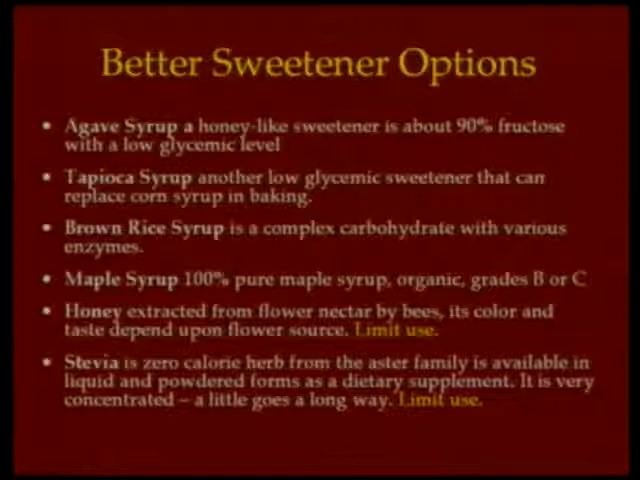 Better Sweetener Options
• Agave Syrup a honey-like sweetener is about 90% fructose
with a low glycemic level
• Tapioca Syrup another low glycemic sweetener that can
replace corn syrup in baking.
• Brown Rice Syrup is a complex carbohydrate with various
enzymes.
• Maple Syrup 100% pure maple syrup, organic, grades B or C
• Honey extracted from flower nectar by bees, its color and
taste depend upon flower source. Limit use.
• Stevia is zero calorie herb from the aster family is available in
liquid and powdered forms as a dietary supplement. It is very
concentrated – a little goes a long way. Limit use.